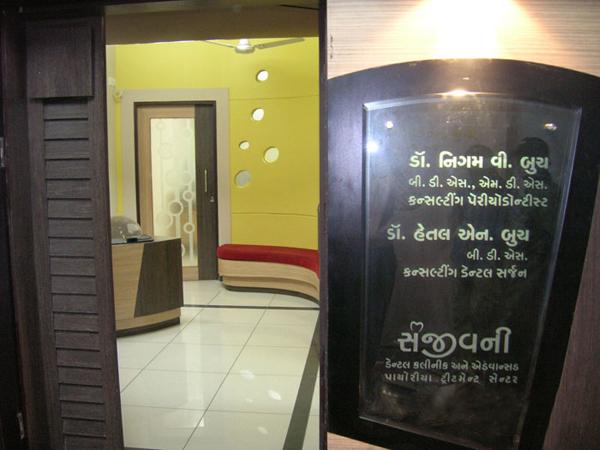 ડૉ. નિગમ વી. બુચ
બી. ડી. એસ., એમ. ડી. એસ.
કન્સલ્ટીંગ પેરીયોડોન્ટીસ્ટ
ડૉ. હેતલ એન. બુચ
બી. ડી. એસ.
કન્સલ્ટીંગ ડેન્ટલ સર્જન
સંજીવની
ડેન્ટલ કલીનીક અને એડવાન્સડ
પાયોરીયા ટ્રીટમેન્ટ સેન્ટર